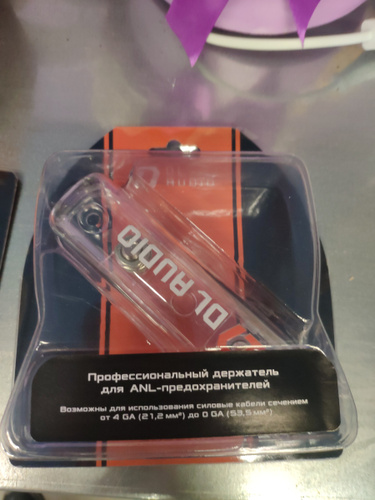 AUDIO
DL AUDIO
Профессиональный держатель
для ANL-предохранителей
Возможны для использования силовые кабели сечением
от 4 GA (21,2 мм²) до 0 GA (53,5 мм²)